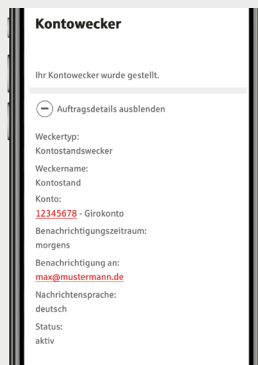 Kontowecker
Ihr Kontowecker wurde gestellt.
Auftragsdetails ausblenden
Weckertyp:
Kontostandswecker
Weckername:
Kontostand
Konto:
12345678 - Girokonto
Benachrichtigungszeitraum:
morgens
Benachrichtigung an:
max@mustermann.de
Nachrichtensprache:
deutsch
Status:
aktiv